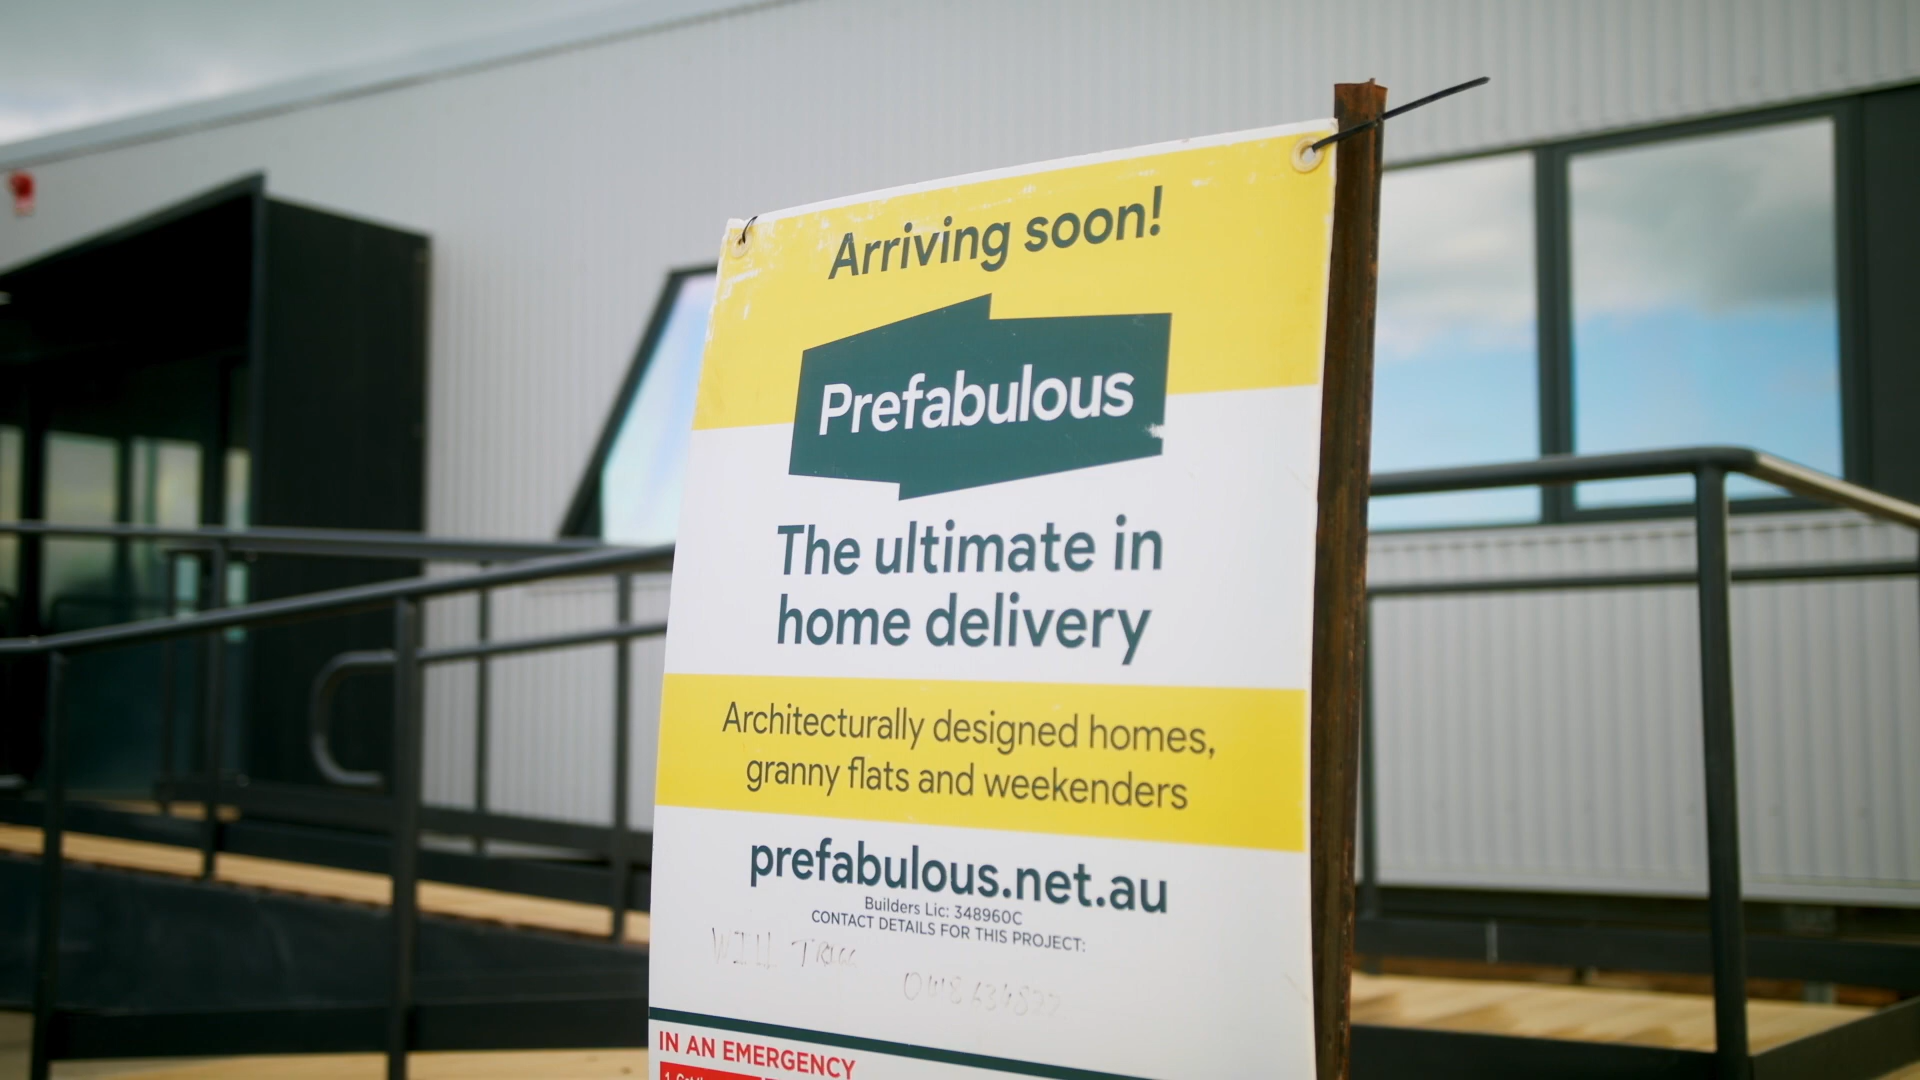 Arriving soon!
Prefabulous
The ultimate in
home delivery
Architecturally designed homes,
granny flats and weekenders
prefabulous.net.au
Builders Lic: 348960C
CONTACT DETAILS FOR THIS PROJECT:
WILL
IN AN EMERGENCY